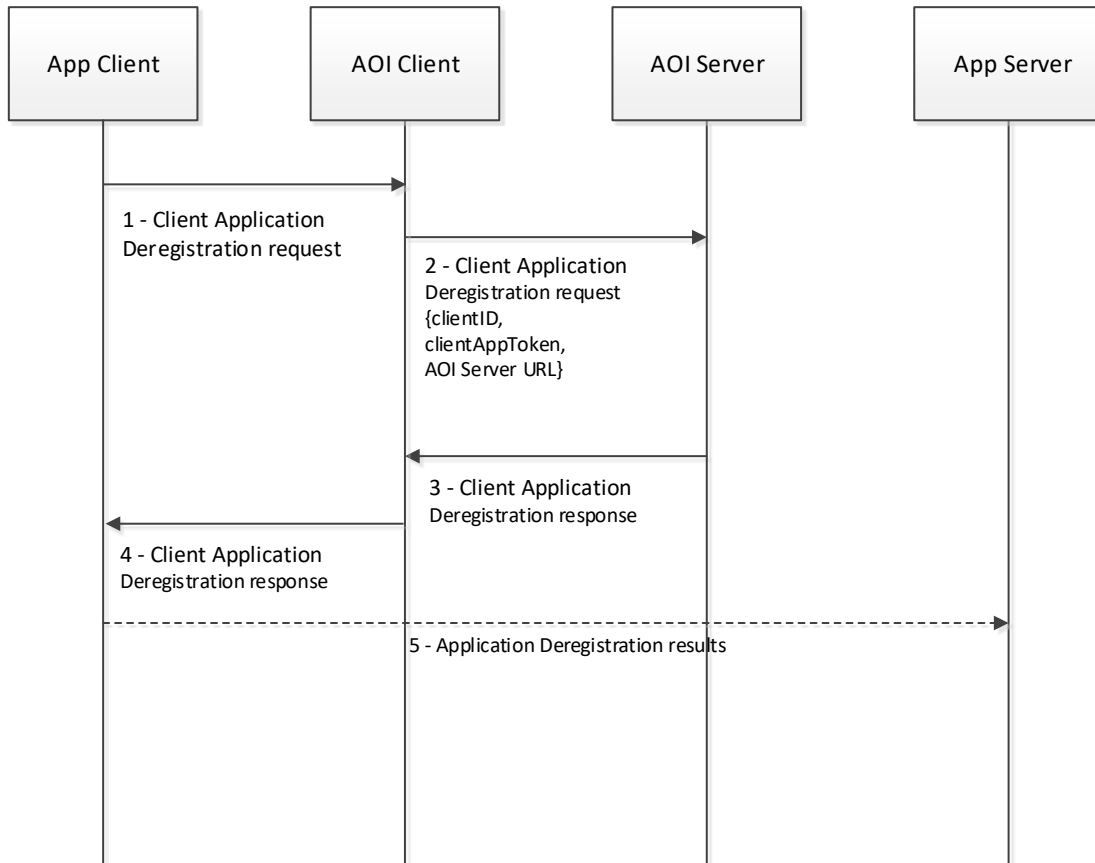 App Client
AOI Client
AOI Server
App Server
1 - Client Application
Deregistration request
2 - Client Application
Deregistration request
{clientID,
clientAppToken,
AOI Server URL}
3 - Client Application
Deregistration response
4 - Client Application
Deregistration response
5 - Application Deregistration results